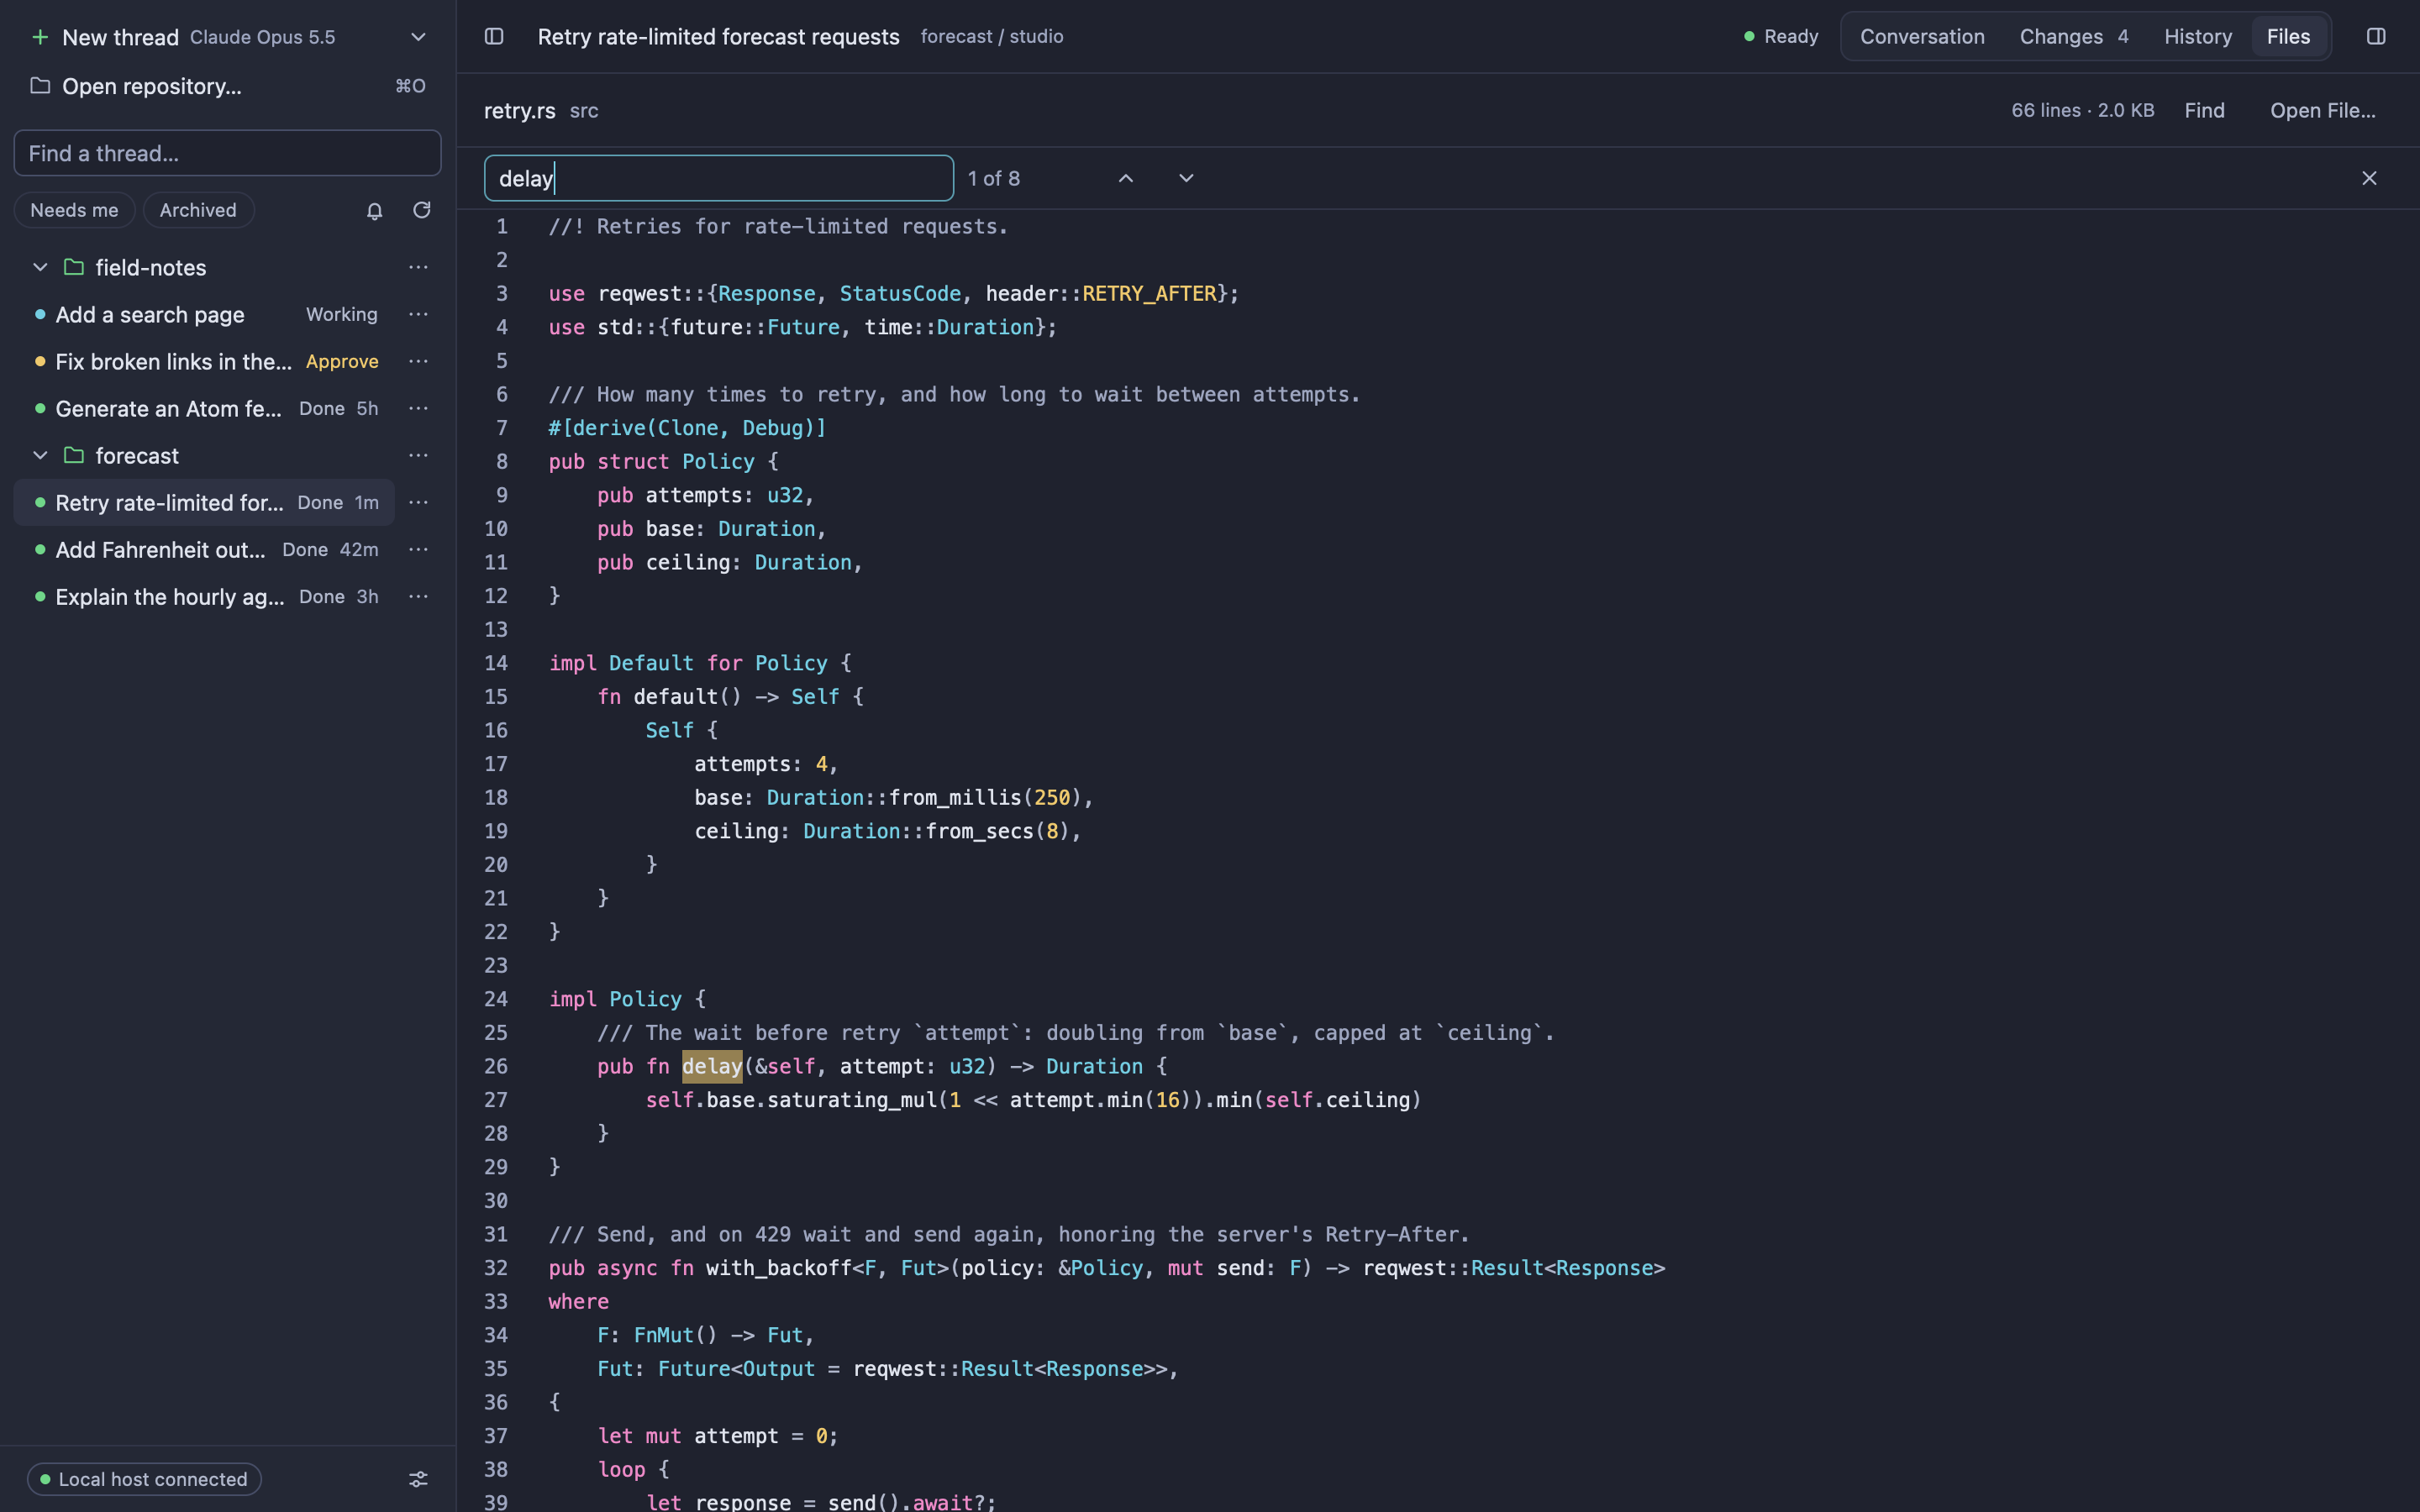 New thread Claude Opus 5.5
Open repository... ⌘O
Find a thread...
Needs me Archived
field-notes
Add a search page Working
Fix broken links in the... Approve
Generate an Atom fe... Done 5h
forecast
Retry rate-limited for... Done 1m
Add Fahrenheit out... Done 42m
Explain the hourly ag... Done 3h
Local host connected
Retry rate-limited forecast requests forecast / studio
Ready Conversation Changes 4 History Files
retry.rs src
66 lines · 2.0 KB Find Open File...
delay 1 of 8
1 //! Retries for rate-limited requests.
2
3 use reqwest::{Response, StatusCode, header::RETRY_AFTER};
4 use std::{future::Future, time::Duration};
5
6 /// How many times to retry, and how long to wait between attempts.
7 #[derive(Clone, Debug)]
8 pub struct Policy {
9     pub attempts: u32,
10     pub base: Duration,
11     pub ceiling: Duration,
12 }
13
14 impl Default for Policy {
15     fn default() -> Self {
16         Self {
17             attempts: 4,
18             base: Duration::from_millis(250),
19             ceiling: Duration::from_secs(8),
20         }
21     }
22 }
23
24 impl Policy {
25     /// The wait before retry `attempt`: doubling from `base`, capped at `ceiling`.
26     pub fn delay(&self, attempt: u32) -> Duration {
27         self.base.saturating_mul(1 << attempt.min(16)).min(self.ceiling)
28     }
29 }
30
31 /// Send, and on 429 wait and send again, honoring the server's Retry-After.
32 pub async fn with_backoff<F, Fut>(policy: &Policy, mut send: F) -> reqwest::Result<Response>
33 where
34     F: FnMut() -> Fut,
35     Fut: Future<Output = reqwest::Result<Response>>,
36 {
37     let mut attempt = 0;
38     loop {
39         let response = send().await?;